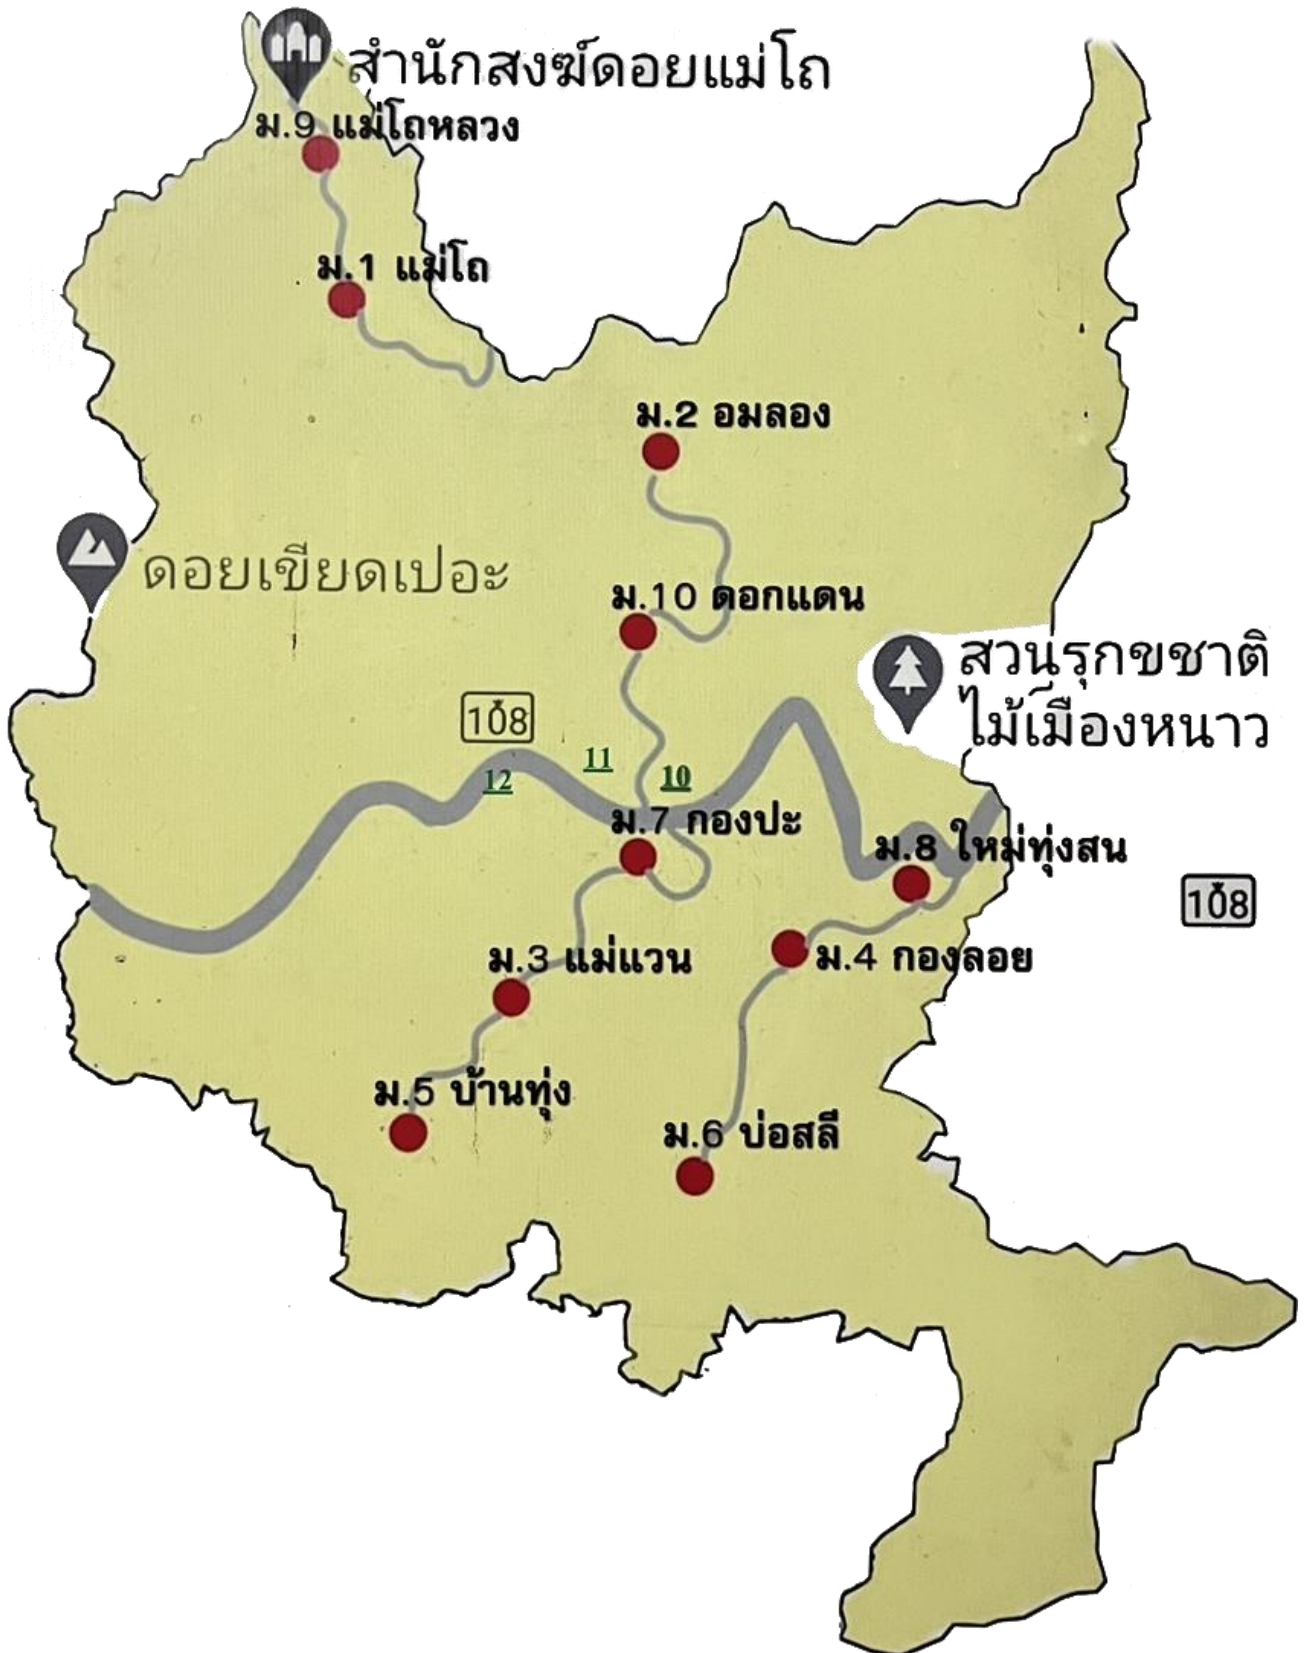 สำนักสงฆ์ดอยแม่โถ
ม.9 แม่โถหลวง
ม.1 แม่โถ
ม.2 อมลอง
ดอยเขียดเปอะ
ม.10 ดอกแดน
สวนรุกขชาติ
ไม้เมืองหนาว
108
11
10
12
ม.7 กองปะ
ม.8 ใหม่ทุ่งสน
108
ม.3 แม่แวน
ม.4 กองลอย
ม.5 บ้านทุ่ง
ม.6 บ่อสลี